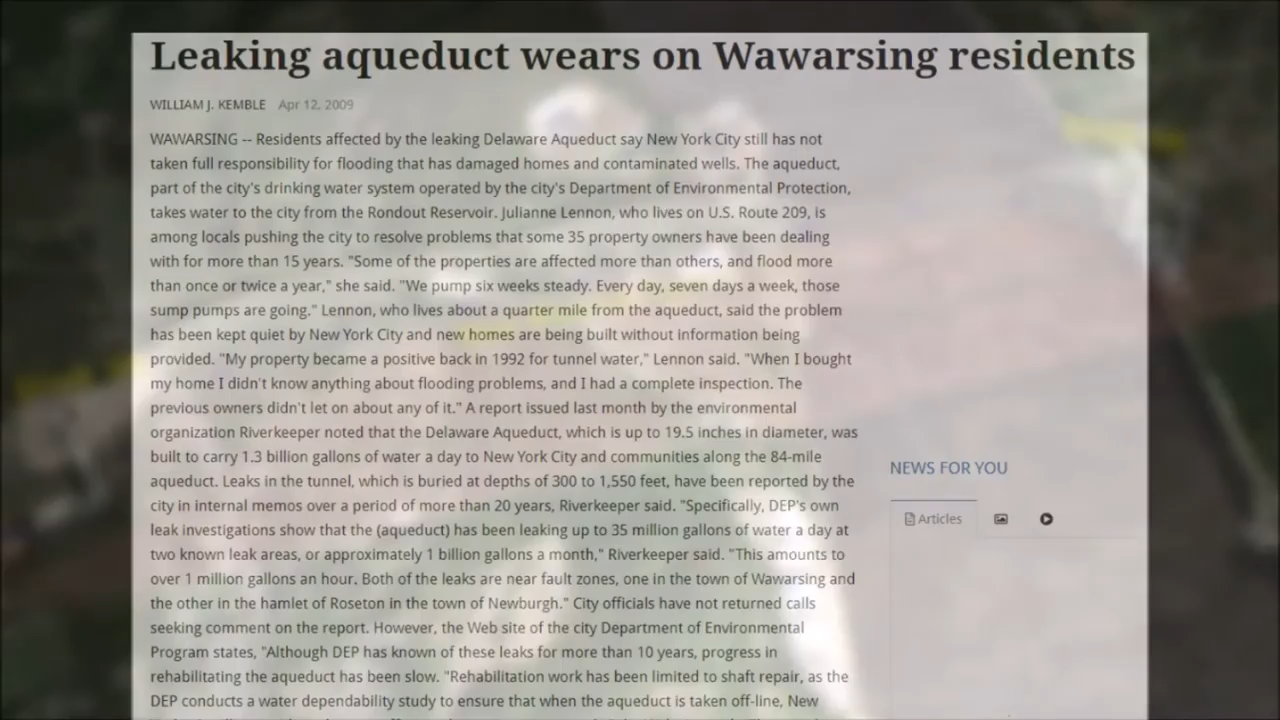 Leaking aqueduct wears on Wawarsing residents
WILLIAM J. KEMBLE Apr 12, 2009
WAWARSING -- Residents affected by the leaking Delaware Aqueduct say New York City still has not
taken full responsibility for flooding that has damaged homes and contaminated wells. The aqueduct,
part of the city's drinking water system operated by the city's Department of Environmental Protection,
takes water to the city from the Rondout Reservoir. Julianne Lennon, who lives on U.S. Route 209, is
among locals pushing the city to resolve problems that some 35 property owners have been dealing
with for more than 15 years. "Some of the properties are affected more than others, and flood more
than once or twice a year," she said. "We pump six weeks steady. Every day, seven days a week, those
sump pumps are going." Lennon, who lives about a quarter mile from the aqueduct, said the problem
has been kept quiet by New York City and new homes are being built without information being
provided. "My property became a positive back in 1992 for tunnel water," Lennon said. "When I bought
my home I didn't know anything about flooding problems, and I had a complete inspection. The
previous owners didn't let on about any of it." A report issued last month by the environmental
organization Riverkeeper noted that the Delaware Aqueduct, which is up to 19.5 inches in diameter, was
built to carry 1.3 billion gallons of water a day to New York City and communities along the 84-mile
aqueduct. Leaks in the tunnel, which is buried at depths of 300 to 1,550 feet, have been reported by the
city in internal memos over a period of more than 20 years, Riverkeeper said. "Specifically, DEP's own
leak investigations show that the (aqueduct) has been leaking up to 35 million gallons of water a day at
two known leak areas, or approximately 1 billion gallons a month," Riverkeeper said. "This amounts to
over 1 million gallons an hour. Both of the leaks are near fault zones, one in the town of Wawarsing and
the other in the hamlet of Roseton in the town of Newburgh." City officials have not returned calls
seeking comment on the report. However, the Web site of the city Department of Environmental
Program states, "Although DEP has known of these leaks for more than 10 years, progress in
rehabilitating the aqueduct has been slow. "Rehabilitation work has been limited to shaft repair, as the
DEP conducts a water dependability study to ensure that when the aqueduct is taken off-line, New
NEWS FOR YOU
Articles